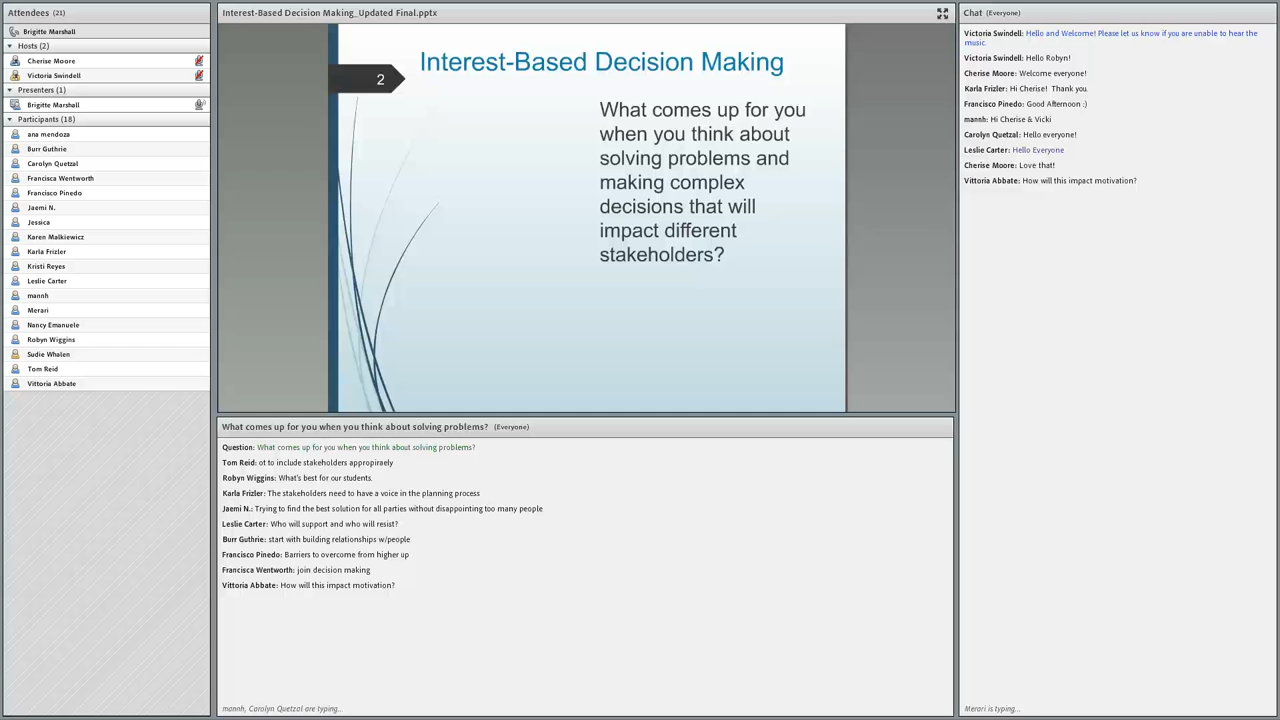 Attendees (21)
Brigitte Marshall
Hosts (2)
Cherise Moore
Victoria Swindell
Presenters (1)
Brigitte Marshall
Participants (18)
ana mendoza
Burr Guthrie
Carolyn Quetzal
Francisca Wentworth
Francisco Pinedo
Jaemi N.
Jessica
Karen Malkiewicz
Karla Frizler
Kristi Reyes
Leslie Carter
mannh
Merari
Nancy Emanuele
Robyn Wiggins
Sudie Whalen
Tom Reid
Vittoria Abbate
Interest-Based Decision Making_Updated Final.pptx
Interest-Based Decision Making
2
What comes up for you
when you think about
solving problems and
making complex
decisions that will
impact different
stakeholders?
What comes up for you when you think about solving problems? (Everyone)
Question: What comes up for you when you think about solving problems?
Tom Reid: ot to include stakeholders appropiraely
Robyn Wiggins: What's best for our students.
Karla Frizler: The stakeholders need to have a voice in the planning process
Jaemi N.: Trying to find the best solution for all parties without disappointing too many people
Leslie Carter: Who will support and who will resist?
Burr Guthrie: start with building relationships w/people
Francisco Pinedo: Barriers to overcome from higher up
Francisca Wentworth: join decision making
Vittoria Abbate: How will this impact motivation?
mannh, Carolyn Quetzal are typing...
Chat (Everyone)
Victoria Swindell: Hello and Welcome! Please let us know if you are unable to hear the
music.
Victoria Swindell: Hello Robyn!
Cherise Moore: Welcome everyone!
Karla Frizler: Hi Cherise! Thank you.
Francisco Pinedo: Good Afternoon :)
mannh: Hi Cherise & Vicki
Carolyn Quetzal: Hello everyone!
Leslie Carter: Hello Everyone
Cherise Moore: Love that!
Vittoria Abbate: How will this impact motivation?
Merari is typing...